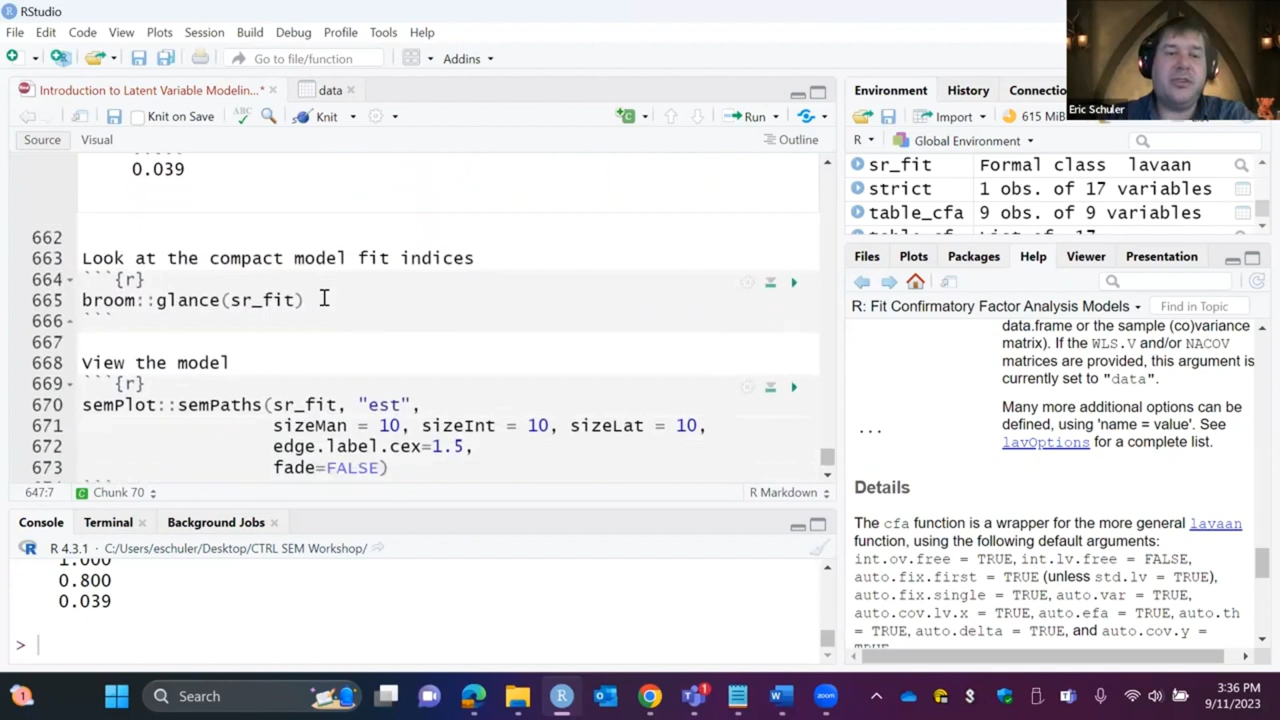 RStudio
File Edit Code View Plots Session Build Debug Profile Tools Help
Go to file/function
Addins
Eric Schuler
Introduction to Latent Variable Modelin...*
data
Knit on Save
ABC
Knit
Run
Source
Visual
Outline
0.039
662
663 Look at the compact model fit indices
664 ```{r}
665 broom::glance(sr_fit)
666 ```
667
668 View the model
669 ```{r}
670 semPlot::semPaths(sr_fit, "est",
671 sizeMan = 10, sizeInt = 10, sizeLat = 10,
672 edge.label.cex=1.5,
673 fade=FALSE)
647:7
Chunk 70
R Markdown
Console
Terminal
Background Jobs
R 4.3.1 · C:/Users/eschuler/Desktop/CTRL SEM Workshop/
1.000
0.800
0.039
>
Environment
History
Connectio
Import
615 MiB
R
Global Environment
sr_fit Formal class lavaan
strict 1 obs. of 17 variables
table_cfa 9 obs. of 9 variables
Files
Plots
Packages
Help
Viewer
Presentation
R: Fit Confirmatory Factor Analysis Models
Find in Topic
data.frame or the sample (co)variance
matrix). If the WLS.V and/or NACOV
matrices are provided, this argument is
currently set to "data".
...
Many more additional options can be
defined, using 'name = value'. See
lavOptions for a complete list.
Details
The cfa function is a wrapper for the more general lavaan
function, using the following default arguments:
int.ov.free = TRUE, int.lv.free = FALSE,
auto.fix.first = TRUE (unless std.lv = TRUE),
auto.fix.single = TRUE, auto.var = TRUE,
auto.cov.lv.x = TRUE, auto.efa = TRUE, auto.th
= TRUE, auto.delta = TRUE, and auto.cov.y =
TRUE.
1
Search
1
zoom
3:36 PM
9/11/2023